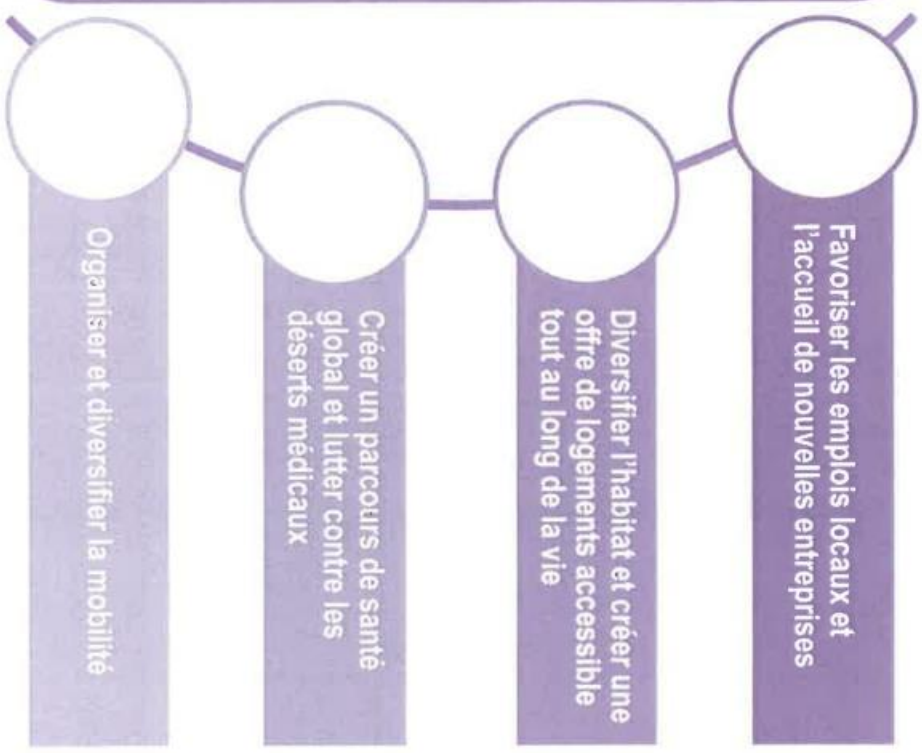 Favoriser les emplois locaux et
l'accueil de nouvelles entreprises
Diversifier l'habitat et créer une
offre de logements accessible
tout au long de la vie
Créer un parcours de santé
global et lutter contre les
déserts médicaux
Organiser et diversifier la mobilité